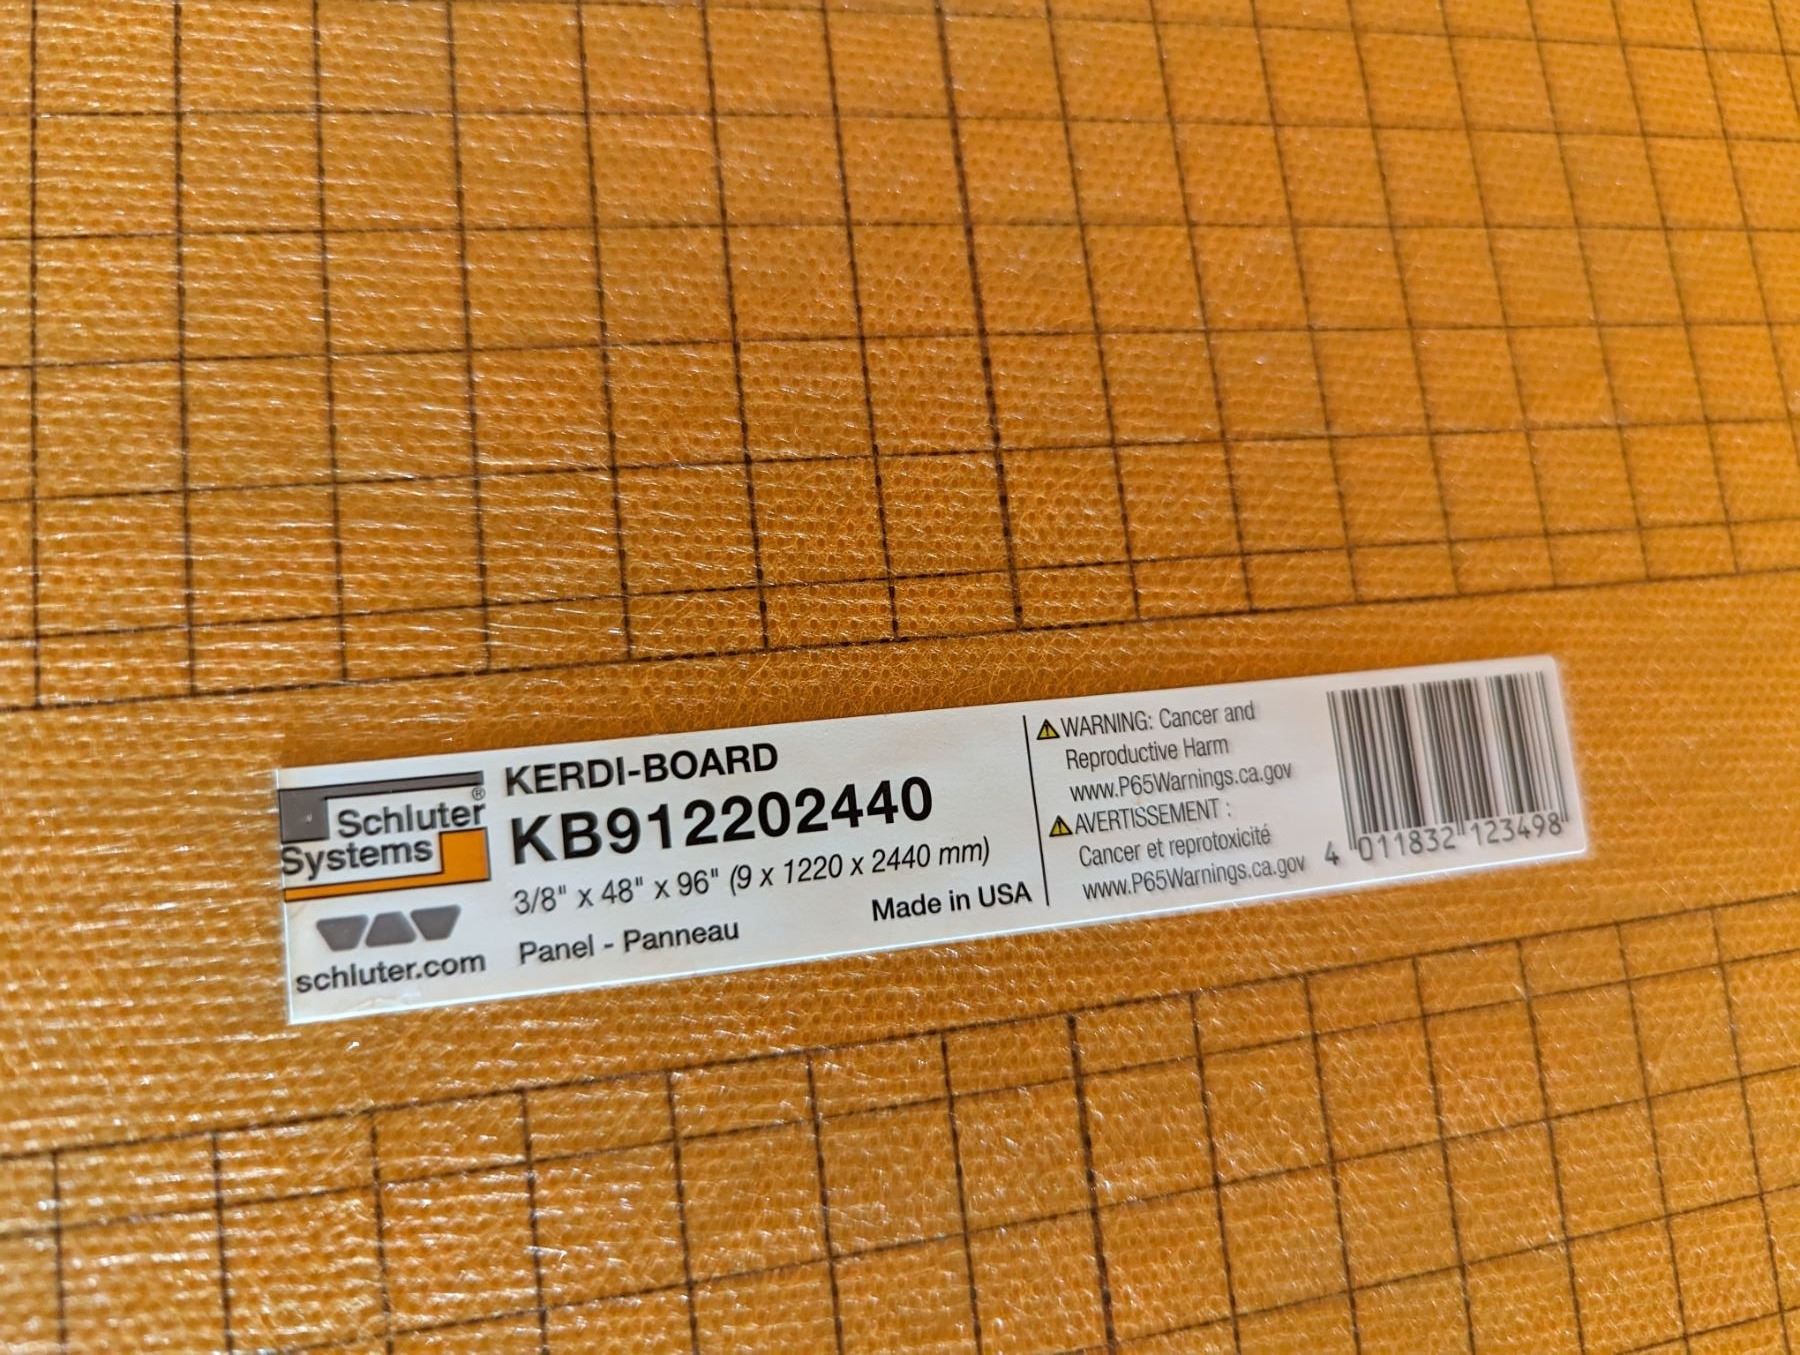 Schluter®
Systems
schluter.com
KERDI-BOARD
KB912202440
3/8" x 48" x 96" (9 x 1220 x 2440 mm)
Panel - Panneau
Made in USA
WARNING: Cancer and
Reproductive Harm
www.P65Warnings.ca.gov
AVERTISSEMENT :
Cancer et reprotoxicité
www.P65Warnings.ca.gov
4 011832 123498